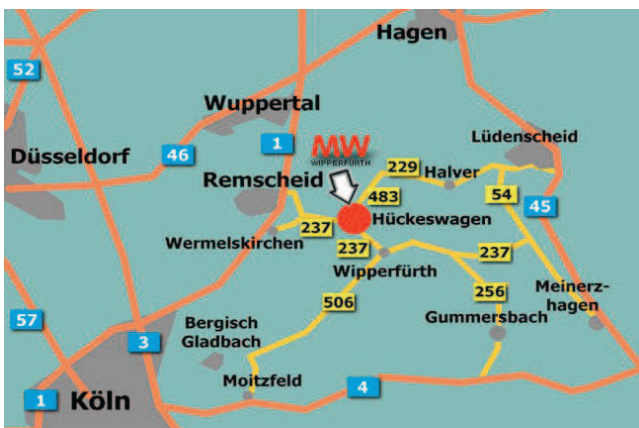 Hagen
52
Wuppertal
1
MW
WIPPERFÜRTH
Lüdenscheid
Düsseldorf
46
229
Halver
Remscheid
483
54
45
Hückeswagen
237
Wermelskirchen
237
237
Wipperfürth
256
Meinerz-
hagen
506
57
Bergisch
Gladbach
Gummersbach
3
Moitzfeld
4
1
Köln